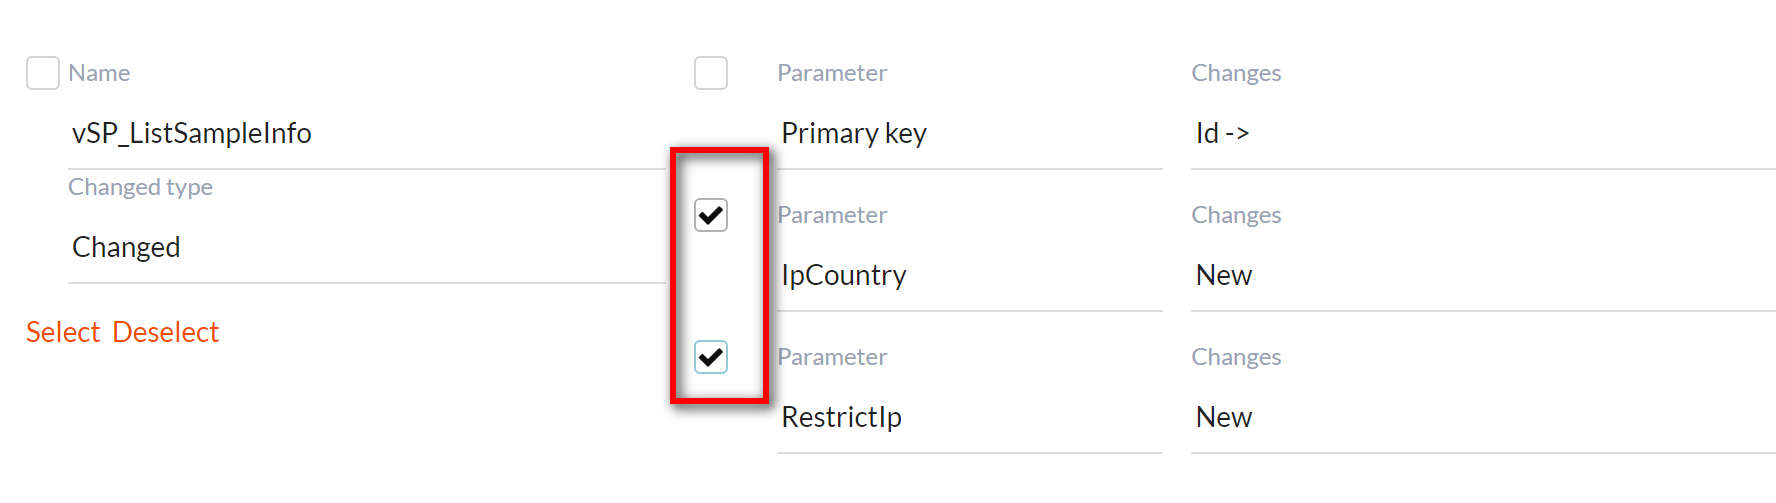 Name
vSP_ListSampleInfo
Changed type
Changed
Select Deselect
Parameter Changes
Primary key Id ->
Parameter Changes
IpCountry New
Parameter Changes
RestrictIp New